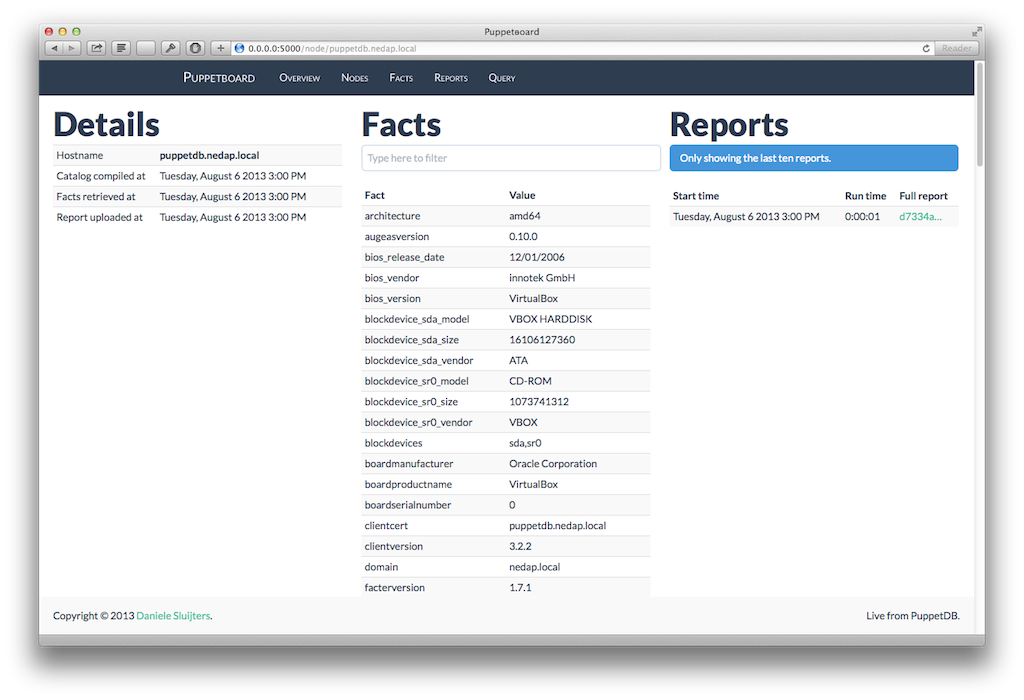 Puppetboard
0.0.0.0:5000/node/puppetdb.nedap.local
Reader
Puppetboard Overview Nodes Facts Reports Query
Details
Hostname puppetdb.nedap.local
Catalog compiled at Tuesday, August 6 2013 3:00 PM
Facts retrieved at Tuesday, August 6 2013 3:00 PM
Report uploaded at Tuesday, August 6 2013 3:00 PM
Facts
Type here to filter
Fact Value
architecture amd64
augeasversion 0.10.0
bios_release_date 12/01/2006
bios_vendor innotek GmbH
bios_version VirtualBox
blockdevice_sda_model VBOX HARDDISK
blockdevice_sda_size 16106127360
blockdevice_sda_vendor ATA
blockdevice_sr0_model CD-ROM
blockdevice_sr0_size 1073741312
blockdevice_sr0_vendor VBOX
blockdevices sda,sr0
boardmanufacturer Oracle Corporation
boardproductname VirtualBox
boardserialnumber 0
clientcert puppetdb.nedap.local
clientversion 3.2.2
domain nedap.local
facterversion 1.7.1
Reports
Only showing the last ten reports.
Start time Run time Full report
Tuesday, August 6 2013 3:00 PM 0:00:01 d7334a...
Copyright © 2013 Daniele Sluijters.
Live from PuppetDB.